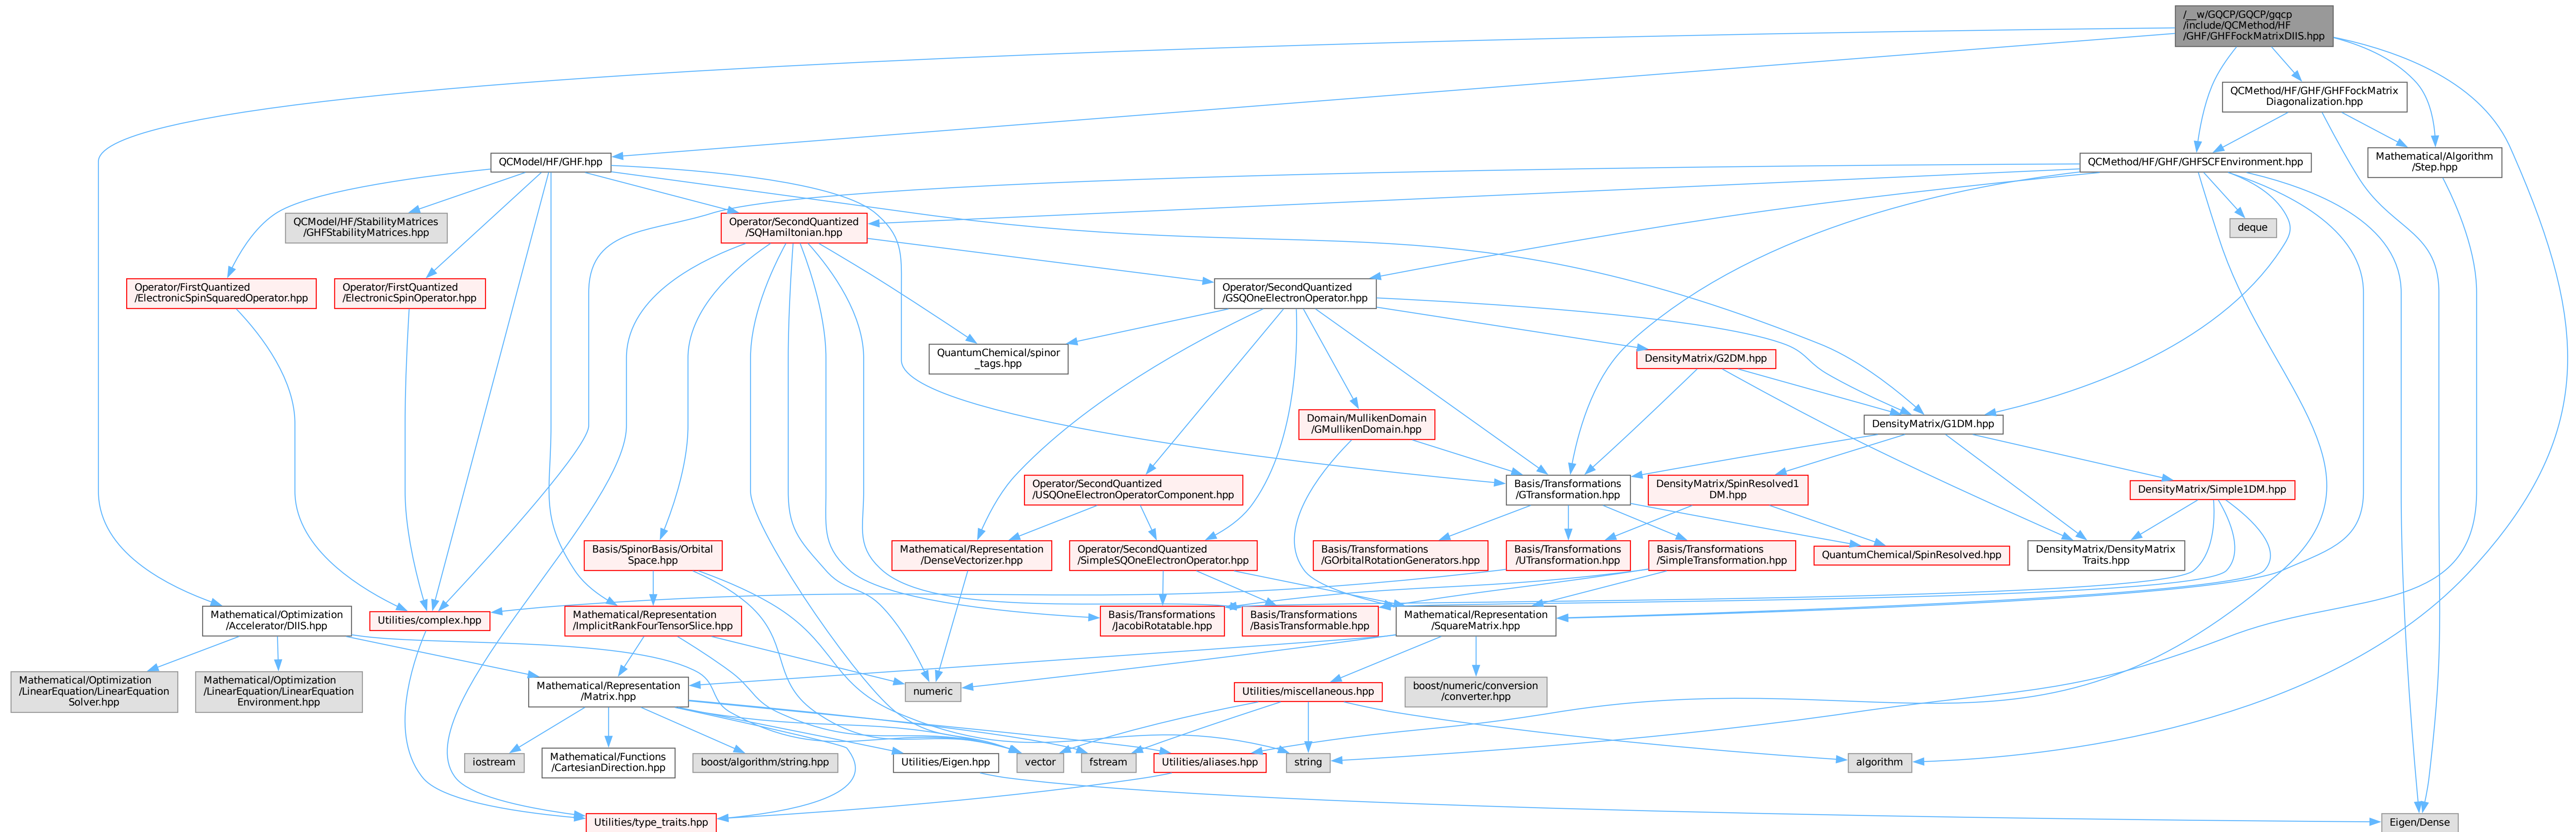 /__w/GQCP/GQCP/gqcp
/include/QCMethod/HF
/GHF/GHFFockMatrixDIIS.hpp
QCMethod/HF/GHF/GHFFockMatrix
Diagonalization.hpp
QCModel/HF/GHF.hpp
QCMethod/HF/GHF/GHFSCFEnvironment.hpp
Mathematical/Algorithm
/Step.hpp
QCModel/HF/StabilityMatrices
/GHFStabilityMatrices.hpp
Operator/SecondQuantized
/SQHamiltonian.hpp
deque
Operator/FirstQuantized
/ElectronicSpinSquaredOperator.hpp
Operator/FirstQuantized
/ElectronicSpinOperator.hpp
Operator/SecondQuantized
/GSQOneElectronOperator.hpp
QuantumChemical/spinor
_tags.hpp
DensityMatrix/G2DM.hpp
Domain/MullikenDomain
/GMullikenDomain.hpp
DensityMatrix/G1DM.hpp
Operator/SecondQuantized
/USQOneElectronOperatorComponent.hpp
Basis/Transformations
/GTransformation.hpp
DensityMatrix/SpinResolved1
DM.hpp
DensityMatrix/Simple1DM.hpp
Basis/SpinorBasis/Orbital
Space.hpp
Mathematical/Representation
/DenseVectorizer.hpp
Operator/SecondQuantized
/SimpleSQOneElectronOperator.hpp
Basis/Transformations
/GOrbitalRotationGenerators.hpp
Basis/Transformations
/UTransformation.hpp
Basis/Transformations
/SimpleTransformation.hpp
QuantumChemical/SpinResolved.hpp
DensityMatrix/DensityMatrix
Traits.hpp
Mathematical/Optimization
/Accelerator/DIIS.hpp
Utilities/complex.hpp
Mathematical/Representation
/ImplicitRankFourTensorSlice.hpp
Basis/Transformations
/JacobiRotatable.hpp
Basis/Transformations
/BasisTransformable.hpp
Mathematical/Representation
/SquareMatrix.hpp
Mathematical/Optimization
/LinearEquation/LinearEquation
Solver.hpp
Mathematical/Optimization
/LinearEquation/LinearEquation
Environment.hpp
Mathematical/Representation
/Matrix.hpp
numeric
Utilities/miscellaneous.hpp
boost/numeric/conversion
/converter.hpp
iostream
Mathematical/Functions
/CartesianDirection.hpp
boost/algorithm/string.hpp
Utilities/Eigen.hpp
vector
fstream
Utilities/aliases.hpp
string
algorithm
Utilities/type_traits.hpp
Eigen/Dense